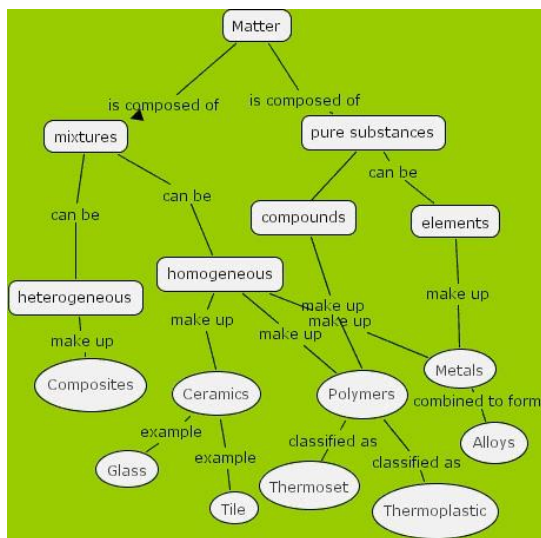 Matter
is composed of
is composed of
mixtures
pure substances
can be
can be
can be
compounds
elements
heterogeneous
homogeneous
make up
make up
make up
make up
make up
make up
Composites
Ceramics
Polymers
Metals
combined to form
example
classified as
Alloys
Glass
example
classified as
Thermoset
Tile
Thermoplastic